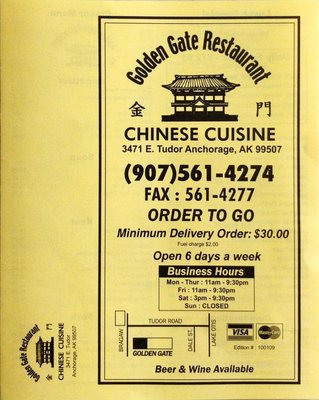 Golden Gate Restaurant
金 門
CHINESE CUISINE
3471 E. Tudor Anchorage, AK 99507
(907)561-4274
FAX : 561-4277
ORDER TO GO
Minimum Delivery Order: $30.00
Fuel charge $2.00
Open 6 days a week
Business Hours
Mon - Thur : 11am - 9:30pm
Fri : 11am - 9:30pm
Sat : 3pm - 9:30pm
Sun : CLOSED
TUDOR ROAD
BRAGAW
GOLDEN GATE
DALE ST.
LAKE OTIS
VISA
MasterCard
Edition # : 100109
Beer & Wine Available
Golden Gate Restaurant
CHINESE CUISINE
3471 E. Tudor
Anchorage, AK 99507